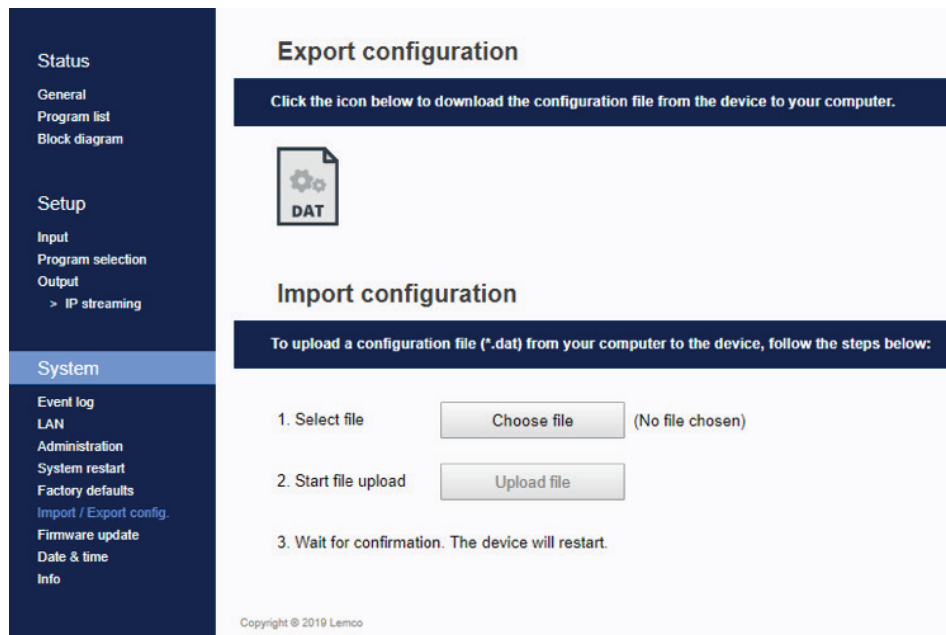 Status
General
Program list
Block diagram
Setup
Input
Program selection
Output
> IP streaming
System
Event log
LAN
Administration
System restart
Factory defaults
Import / Export config.
Firmware update
Date & time
Info
Export configuration
Click the icon below to download the configuration file from the device to your computer.
DAT
Import configuration
To upload a configuration file (*.dat) from your computer to the device, follow the steps below:
1. Select file Choose file (No file chosen)
2. Start file upload Upload file
3. Wait for confirmation. The device will restart.
Copyright © 2019 Lemco